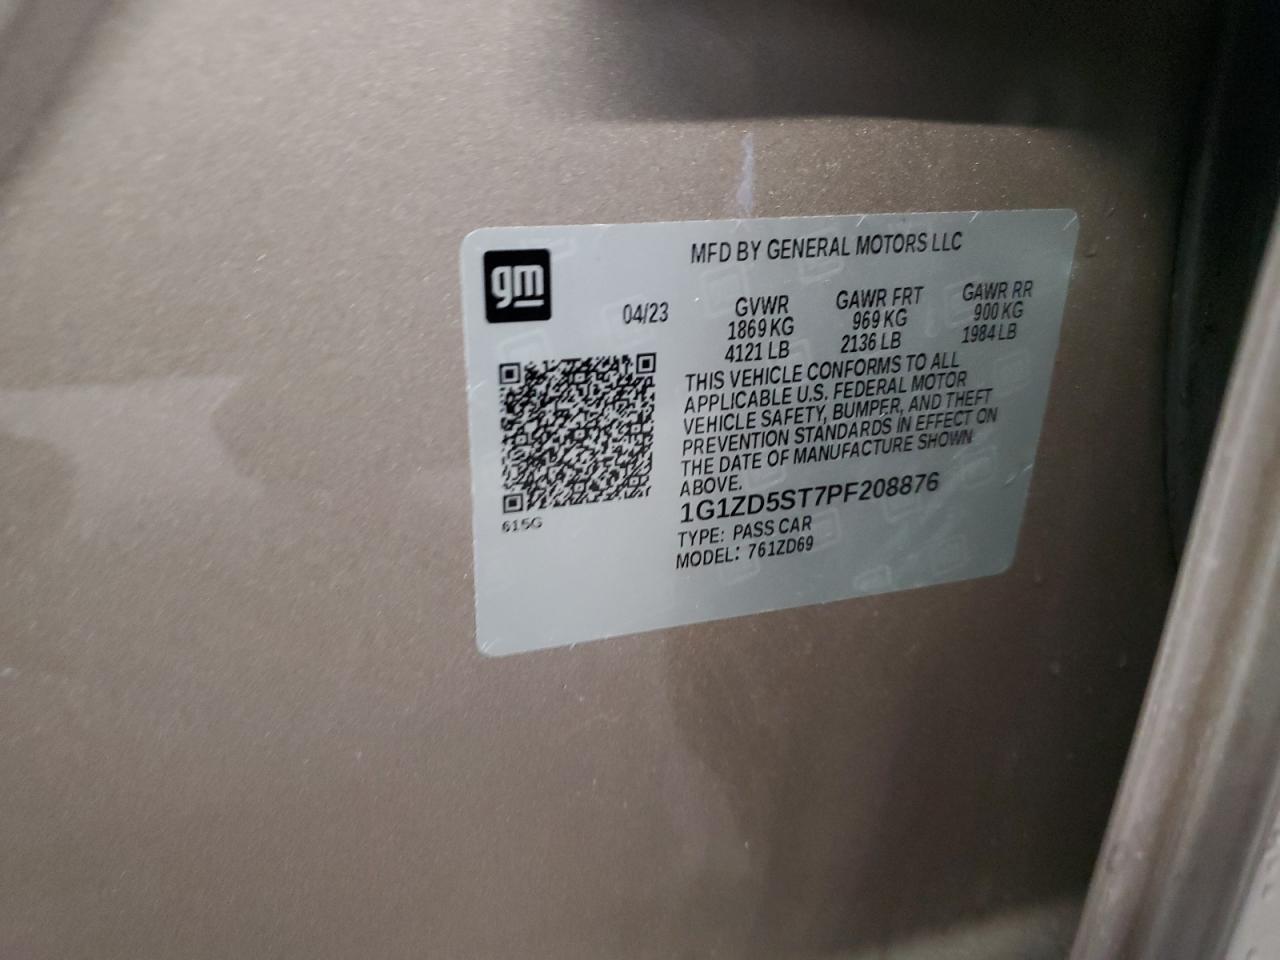 gm
MFD BY GENERAL MOTORS LLC
04/23
GVWR GAWR FRT GAWR RR
1869 KG 969 KG 900 KG
4121 LB 2136 LB 1984 LB
THIS VEHICLE CONFORMS TO ALL
APPLICABLE U.S. FEDERAL MOTOR
VEHICLE SAFETY, BUMPER, AND THEFT
PREVENTION STANDARDS IN EFFECT ON
THE DATE OF MANUFACTURE SHOWN
ABOVE.
1G1ZD5ST7PF208876
TYPE: PASS CAR
MODEL: 761ZD69
615G